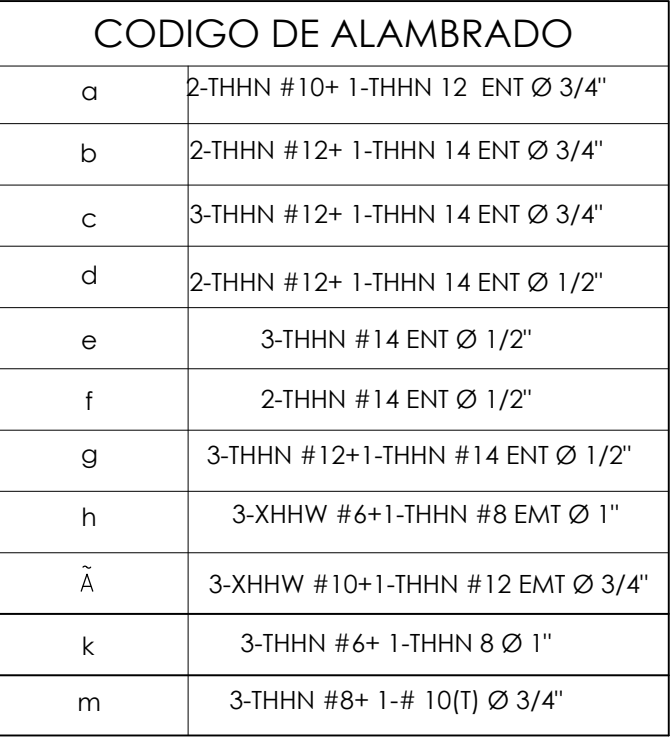 CODIGO DE ALAMBRADO
a 2-THHN #10+ 1-THHN 12 ENT Ø 3/4"
b 2-THHN #12+ 1-THHN 14 ENT Ø 3/4"
c 3-THHN #12+ 1-THHN 14 ENT Ø 3/4"
d 2-THHN #12+ 1-THHN 14 ENT Ø 1/2"
e 3-THHN #14 ENT Ø 1/2"
f 2-THHN #14 ENT Ø 1/2"
g 3-THHN #12+1-THHN #14 ENT Ø 1/2"
h 3-XHHW #6+1-THHN #8 EMT Ø 1"
Ã 3-XHHW #10+1-THHN #12 EMT Ø 3/4"
k 3-THHN #6+ 1-THHN 8 Ø 1"
m 3-THHN #8+ 1-# 10(T) Ø 3/4"